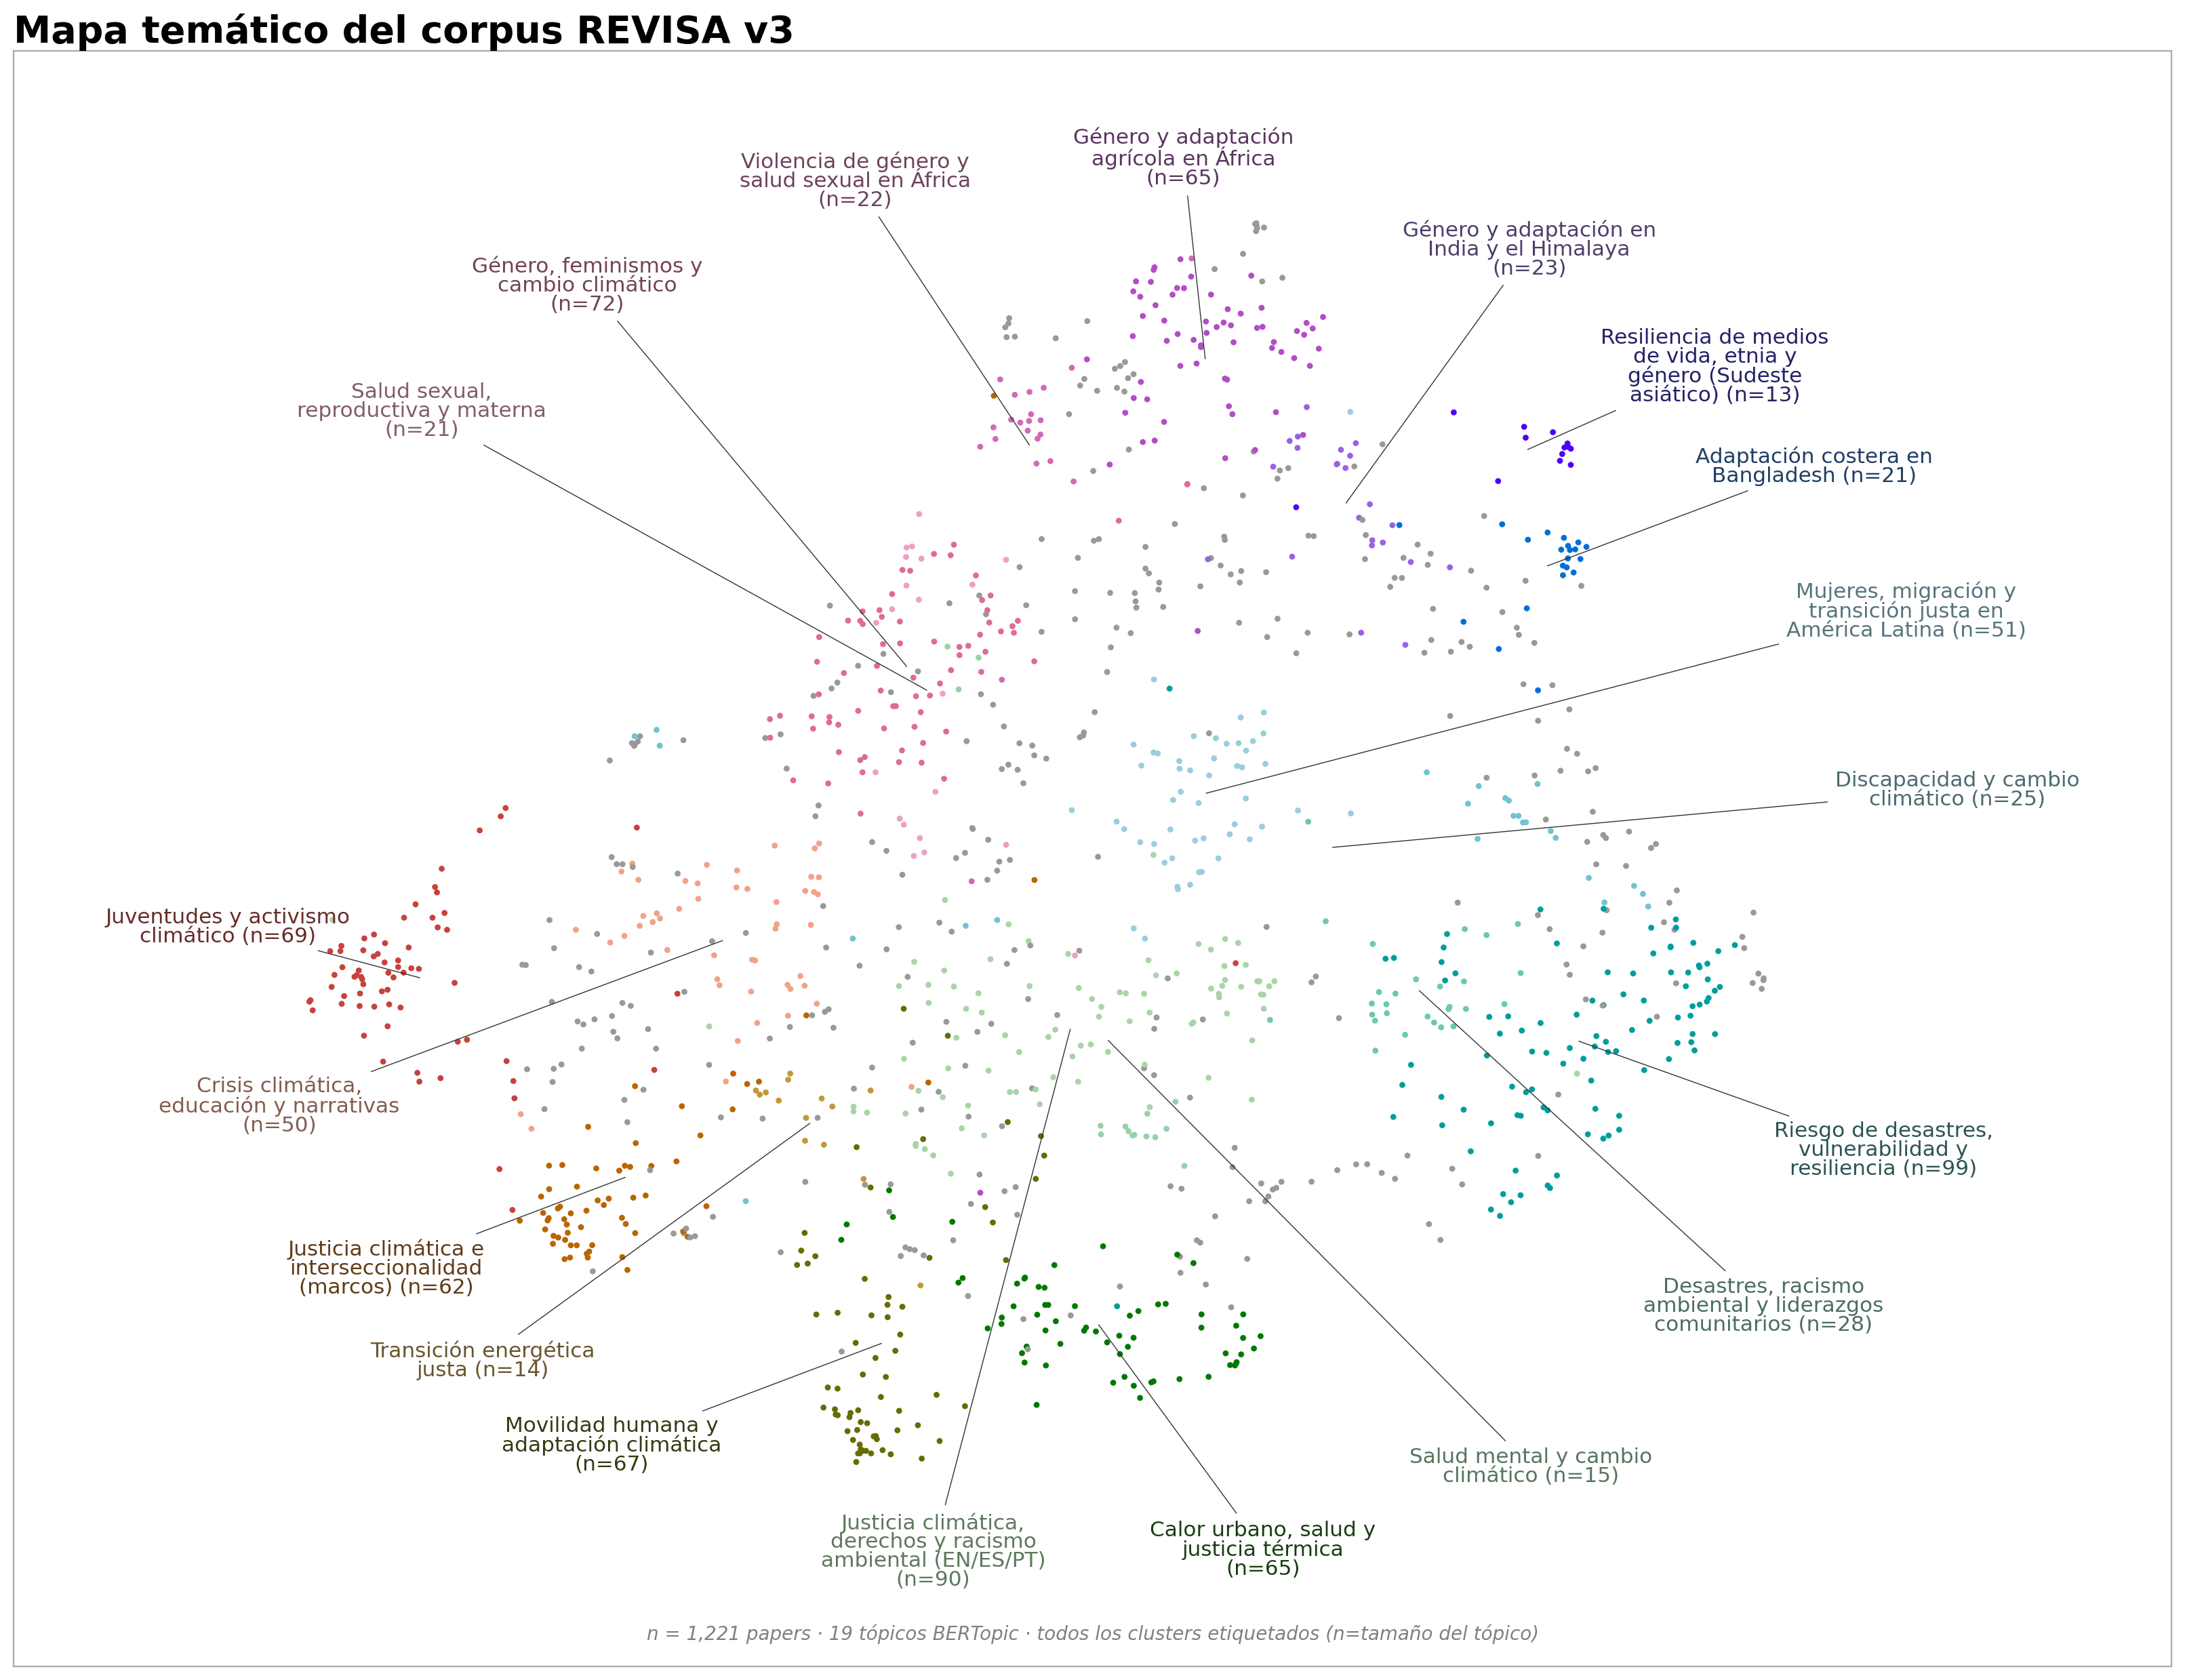 Mapa temático del corpus REVISA v3
Género y adaptación
agrícola en África
(n=65)
Violencia de género y
salud sexual en África
(n=22)
Género y adaptación en
India y el Himalaya
(n=23)
Género, feminismos y
cambio climático
(n=72)
Resiliencia de medios
de vida, etnia y
género (Sudeste
asiático) (n=13)
Salud sexual,
reproductiva y materna
(n=21)
Adaptación costera en
Bangladesh (n=21)
Mujeres, migración y
transición justa en
América Latina (n=51)
Discapacidad y cambio
climático (n=25)
Juventudes y activismo
climático (n=69)
Crisis climática,
educación y narrativas
(n=50)
Riesgo de desastres,
vulnerabilidad y
resiliencia (n=99)
Justicia climática e
interseccionalidad
(marcos) (n=62)
Desastres, racismo
ambiental y liderazgos
comunitarios (n=28)
Transición energética
justa (n=14)
Movilidad humana y
adaptación climática
(n=67)
Salud mental y cambio
climático (n=15)
Justicia climática,
derechos y racismo
ambiental (EN/ES/PT)
(n=90)
Calor urbano, salud y
justicia térmica
(n=65)
n = 1,221 papers · 19 tópicos BERTopic · todos los clusters etiquetados (n=tamaño del tópico)